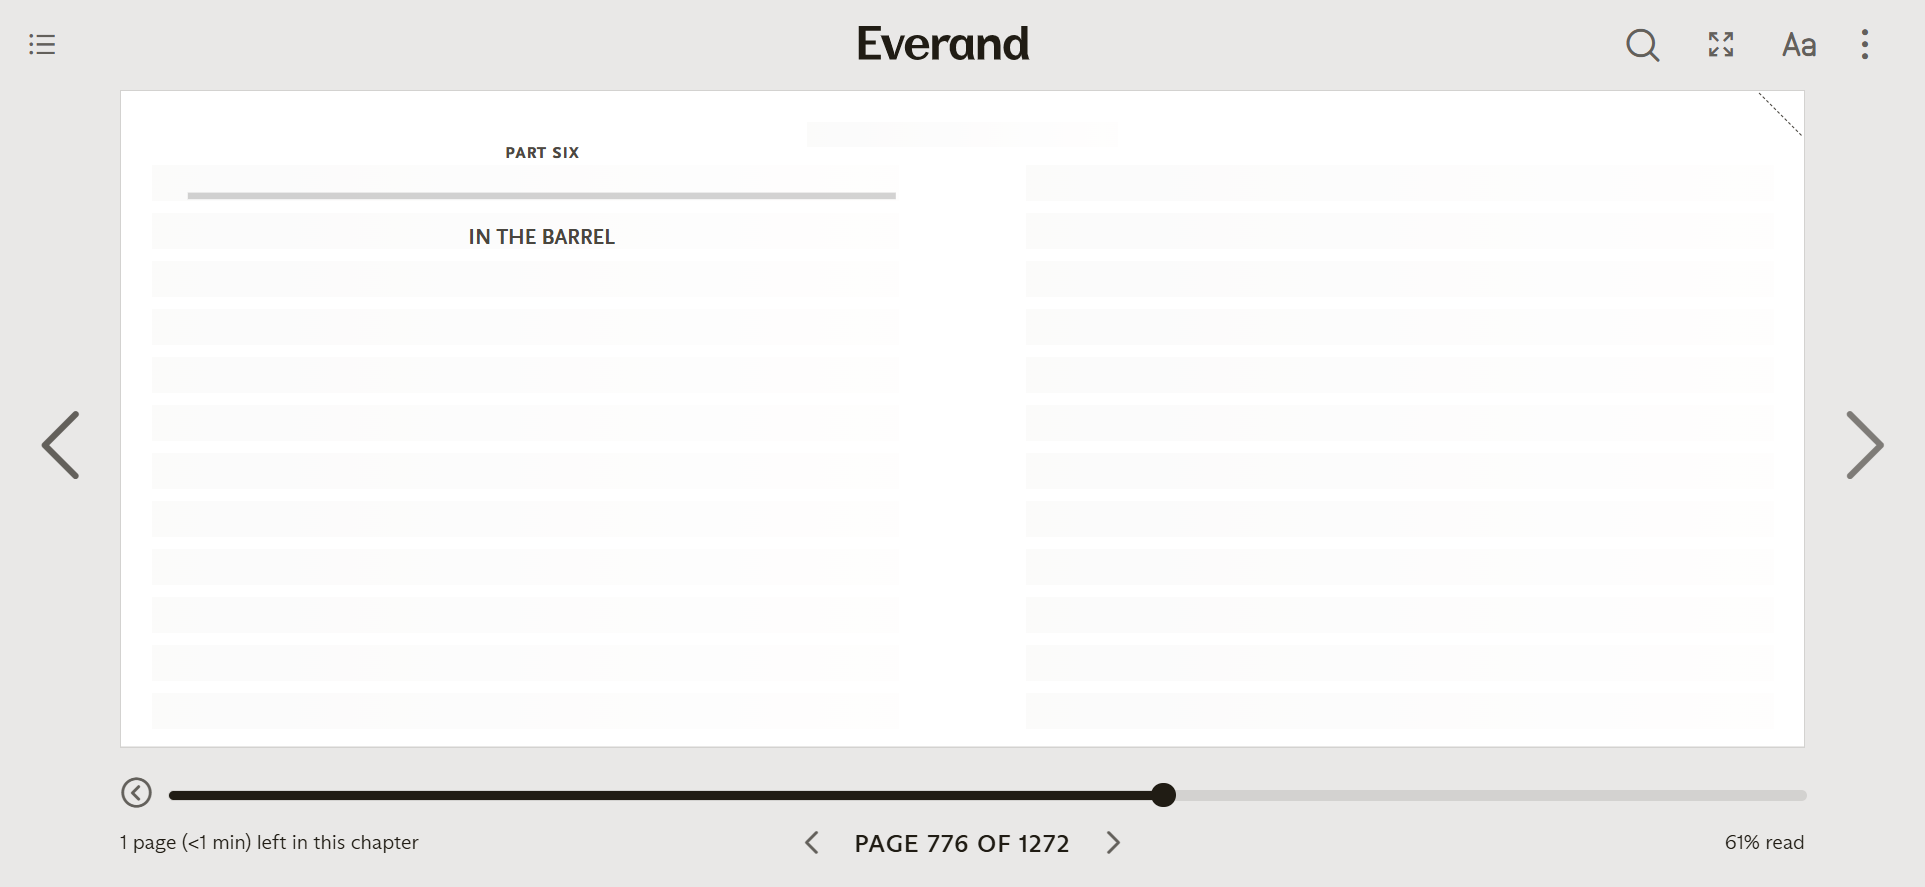 Everand
Aa
PART SIX
IN THE BARREL
1 page (<1 min) left in this chapter
PAGE 776 OF 1272
61% read